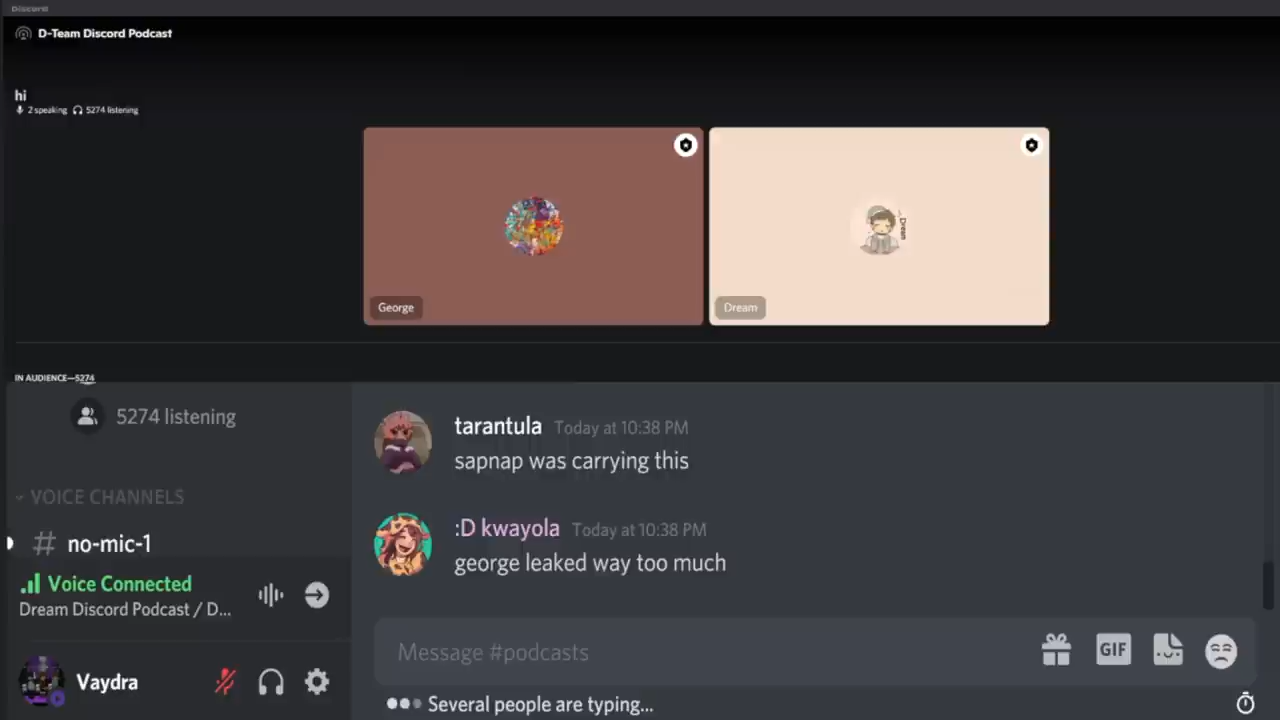 Discord
D-Team Discord Podcast
hi
2 speaking 5274 listening
Drean
George
Dream
IN AUDIENCE—5274
5274 listening
tarantula Today at 10:38 PM
sapnap was carrying this
VOICE CHANNELS
:D kwayola Today at 10:38 PM
george leaked way too much
# no-mic-1
Voice Connected
Dream Discord Podcast / D...
Message #podcasts
GIF
Vaydra
Several people are typing...